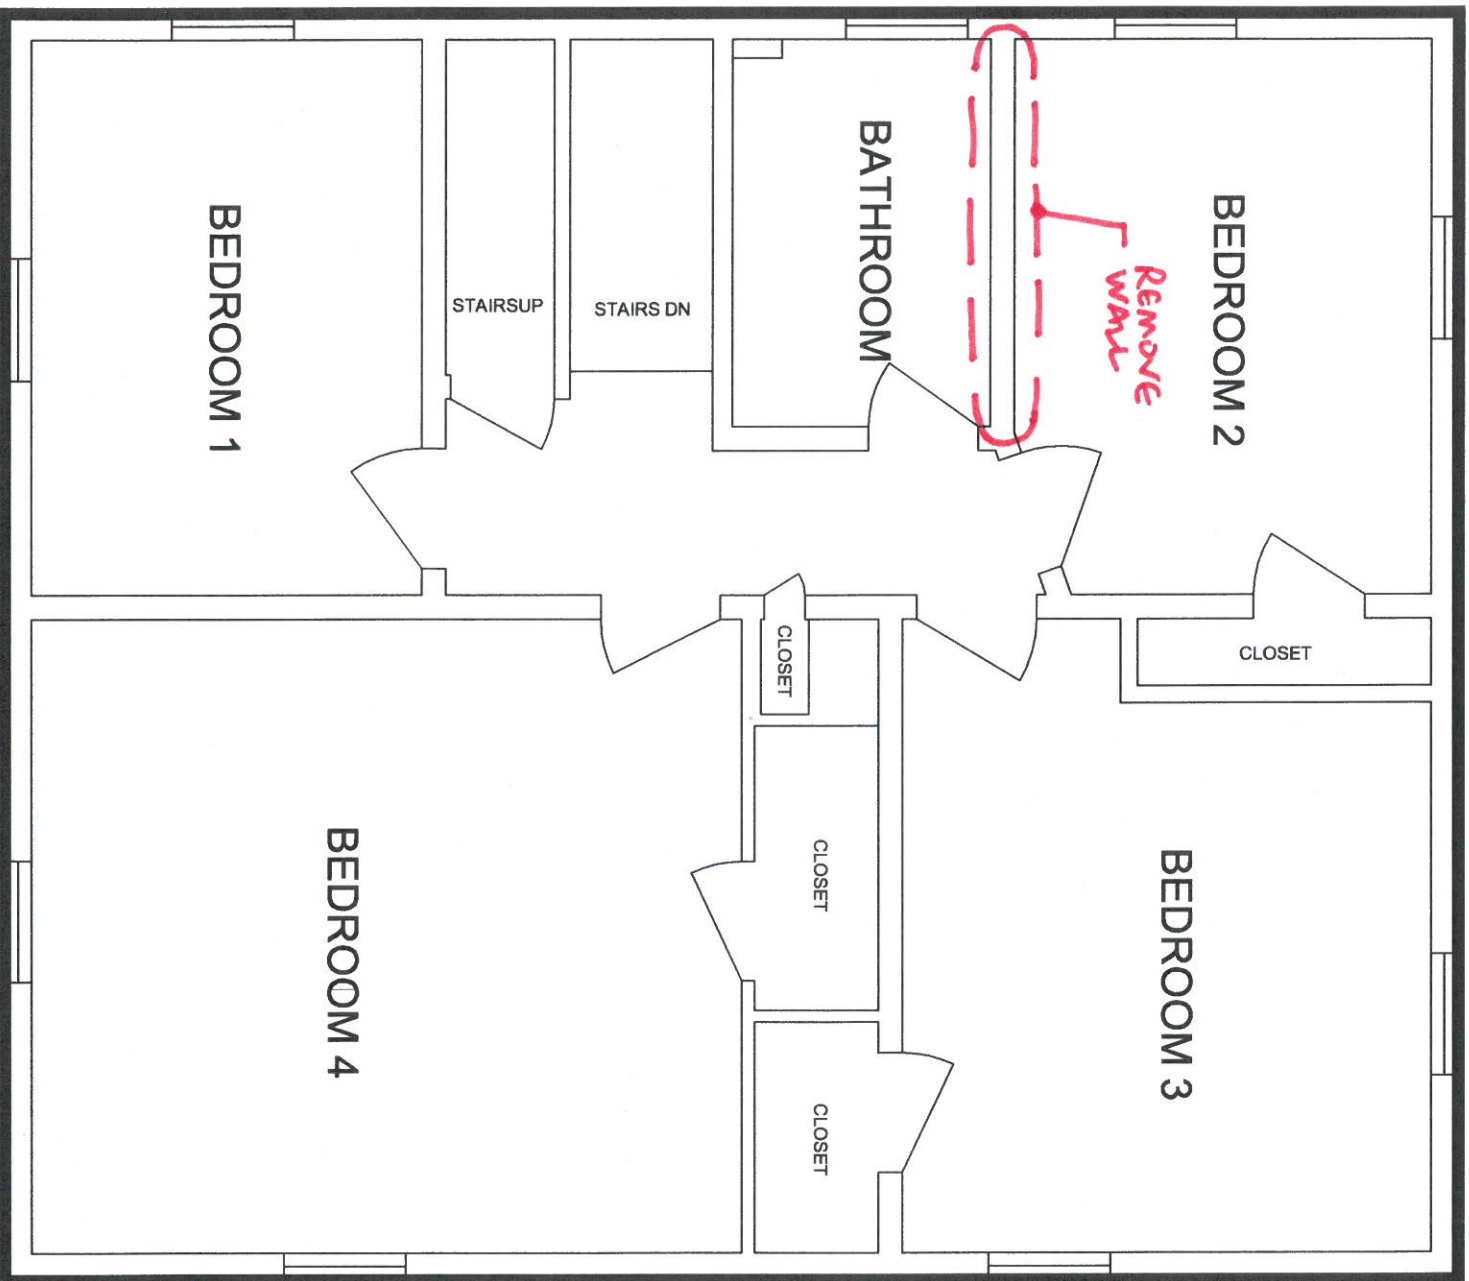 BEDROOM 1
STAIRSUP
STAIRS DN
BATHROOM
REMOVE
WALL
BEDROOM 2
CLOSET
CLOSET
CLOSET
CLOSET
BEDROOM 4
BEDROOM 3